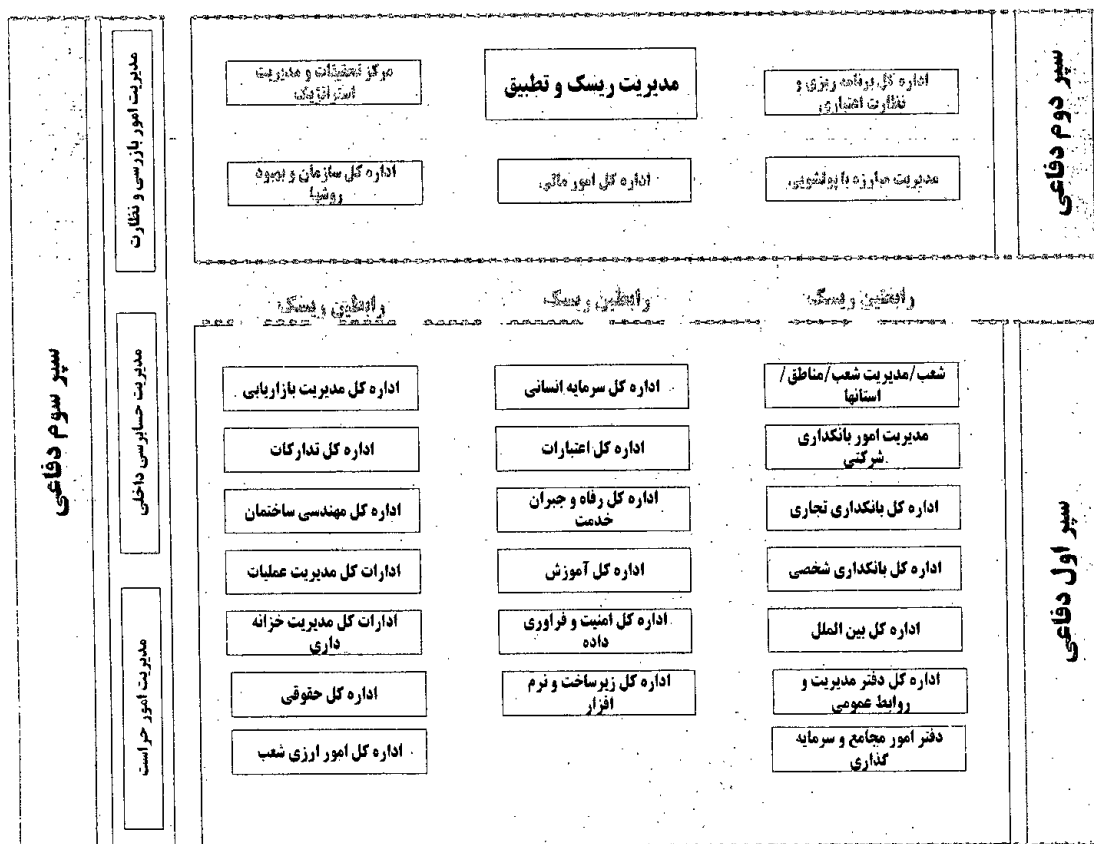 سپر دوم دفاعی
اداره کل برنامه ریزی و
نظارت اعتباری
مدیریت ریسک و تطبیق
مرکز تحقیقات و مدیریت
استراتژیک
مدیریت مبارزه با پولشویی
اداره کل امور مالی
اداره کل سازمان و بهبود
روشها
رابطین ریسک
رابطین ریسک
رابطین ریسک
سپر اول دفاعی
شعب/مدیریت شعب/مناطق/
استانها
مدیریت امور بانکداری
شرکتی
اداره کل بانکداری تجاری
اداره کل بانکداری شخصی
اداره کل بین الملل
اداره کل دفتر مدیریت و
روابط عمومی
دفتر امور مجامع و سرمایه
گذاری
اداره کل سرمایه انسانی
اداره کل اعتبارات
اداره کل رفاه و جبران
خدمت
اداره کل آموزش
اداره کل امنیت و فراوری
داده
اداره کل زیرساخت و نرم
افزار
اداره کل مدیریت بازاریابی
اداره کل تدارکات
اداره کل مهندسی ساختمان
ادارات کل مدیریت عملیات
ادارات کل مدیریت خزانه
داری
اداره کل حقوقی
اداره کل امور ارزی شعب
مدیریت امور بازرسی و نظارت
مدیریت حسابرسی داخلی
مدیریت امور حراست
سپر سوم دفاعی